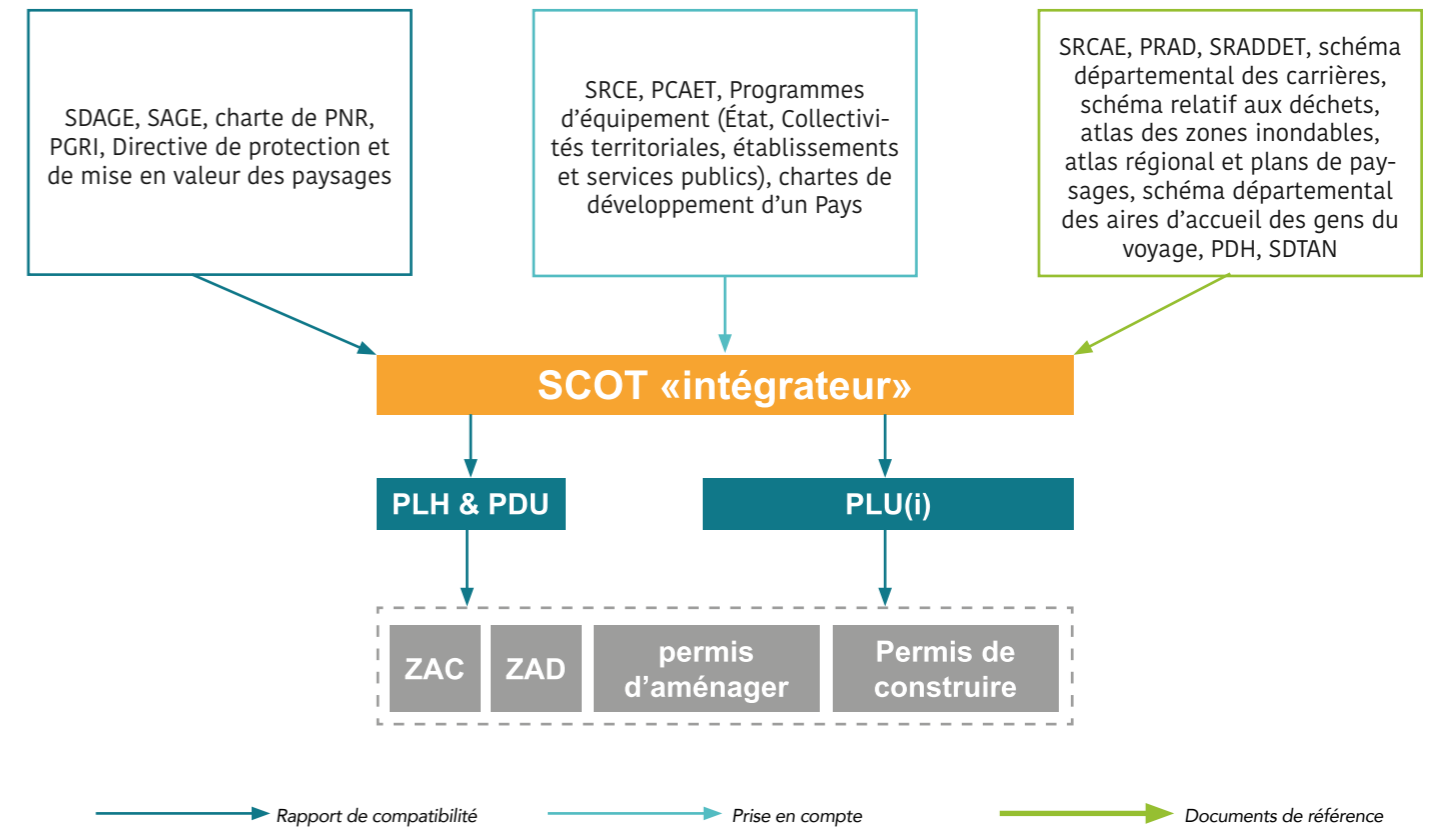 SDAGE, SAGE, charte de PNR,
PGRI, Directive de protection et
de mise en valeur des paysages
SRCE, PCAET, Programmes
d'équipement (État, Collectivi-
tés territoriales, établissements
et services publics), chartes de
développement d'un Pays
SRCAE, PRAD, SRADDET, schéma
départemental des carrières,
schéma relatif aux déchets,
atlas des zones inondables,
atlas régional et plans de pay-
sages, schéma départemental
des aires d'accueil des gens du
voyage, PDH, SDTAN
SCOT «intégrateur»
PLH & PDU
PLU(i)
ZAC
ZAD
permis
d'aménager
Permis de
construire
Rapport de compatibilité
Prise en compte
Documents de référence